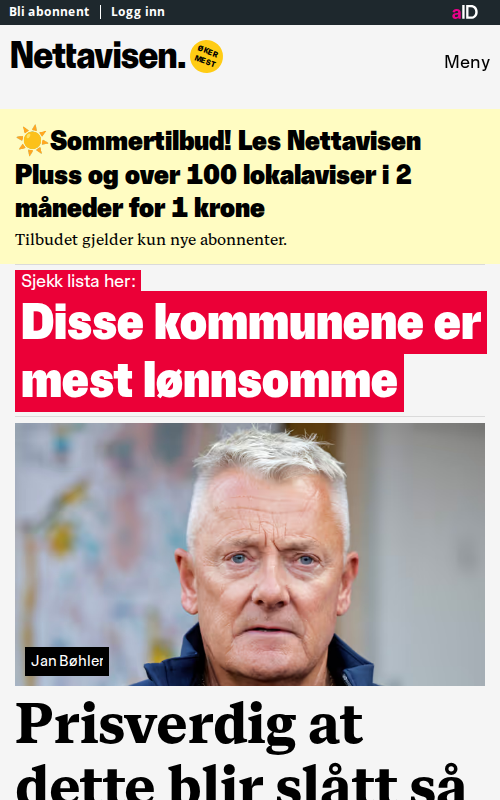 Bli abonnent | Logg inn
aID
Nettavisen.
ØKER
MEST
Meny
☀️Sommertilbud! Les Nettavisen
Pluss og over 100 lokalaviser i 2
måneder for 1 krone
Tilbudet gjelder kun nye abonnenter.
Sjekk lista her:
Disse kommunene er
mest lønnsomme
Jan Bøhler
Prisverdig at
dette blir slått så